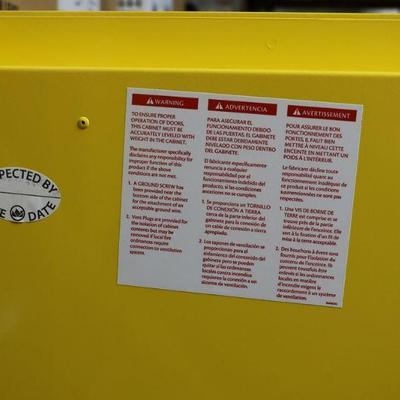 WARNING
TO ENSURE PROPER
OPERATION OF DOORS,
THIS CABINET MUST BE
ACCURATELY LEVELED WITH
WEIGHT IN THE CABINET.
The manufacturer specifically
disclaims any responsibility for
improper function of this
product if the above
conditions are not met.
1. A GROUND SCREW has
been provided near the
bottom side of the cabinet
for the attachment of an
acceptable ground wire.
2. Vent Plugs are provided for
the isolation of cabinet
contents but may be
removed if local fire
ordinances require
connection to a ventilation
system.
ADVERTENCIA
PARA ASEGURAR EL
FUNCIONAMIENTO DEBIDO
DE LAS PUERTAS, EL GABINETE
DEBE ESTAR DEBIDAMENTE
NIVELADO CON PESO DENTRO
DEL GABINETE.
El fabricante específicamente
renuncia a cualquier
responsabilidad por el
funcionamiento indebido del
producto, si las condiciones
anteriores no se cumplen.
1. Se proporciona un TORNILLO
DE CONEXIÓN A TIERRA
cerca de la parte inferior del
gabinete para la conexión de
un cable de conexión a tierra
apropiado.
2. Los tapones de ventilación se
proporcionan para el
aislamiento del contenido del
gabinete pero se pueden
quitar si las ordenanzas
locales contra incendios
requieren la conexión a un
sistema de ventilación.
AVERTISSEMENT
POUR ASSURER LE BON
FONCTIONNEMENT DES
PORTES, IL FAUT BIEN
METTRE À NIVEAU CETTE
ENCEINTE EN METTANT UN
POIDS À L'INTÉRIEUR.
Le fabricant décline toute
responsabilité quant au
fonctionnement inadéquat de
ce produit si les conditions
susmentionnées ne sont pas
respectées.
1. Une VIS DE BORNE DE
TERRE est comprise et se
trouve près de la paroi
inférieure de l'enceinte. Elle
sert à la fixation d'un fil de
mise à la terre acceptable.
2. Des bouchons à évent sont
fournis pour l'isolation du
contenu de l'enceinte. Ils
peuvent toutefois être
enlevés si les ordonnances
locales en matière
d'incendie exigent le
raccordement à un système
de ventilation.
PECTED BY
DATE